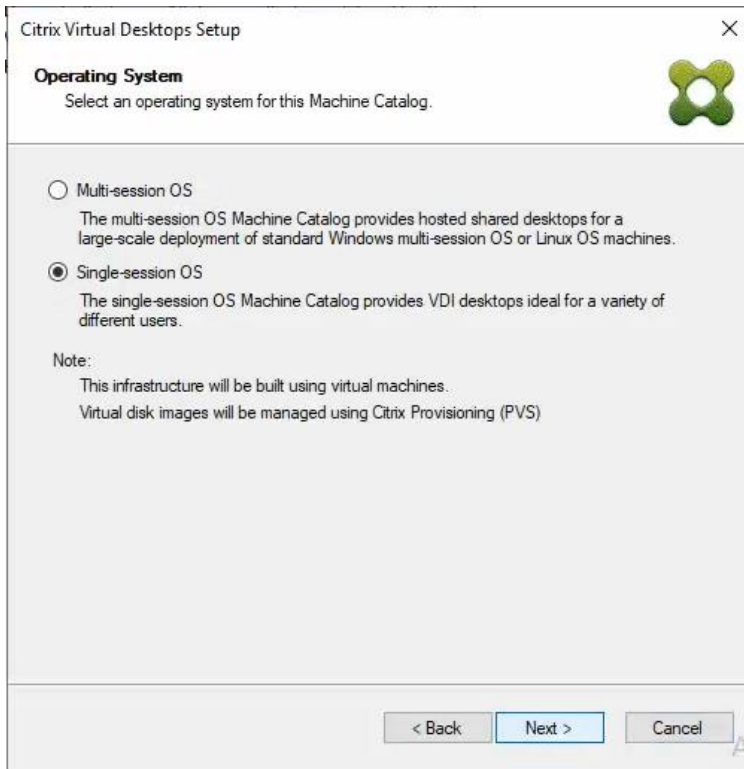 Citrix Virtual Desktops Setup
Operating System
Select an operating system for this Machine Catalog.
Multi-session OS
The multi-session OS Machine Catalog provides hosted shared desktops for a
large-scale deployment of standard Windows multi-session OS or Linux OS machines.
Single-session OS
The single-session OS Machine Catalog provides VDI desktops ideal for a variety of
different users.
Note:
This infrastructure will be built using virtual machines.
Virtual disk images will be managed using Citrix Provisioning (PVS)
< Back
Next >
Cancel